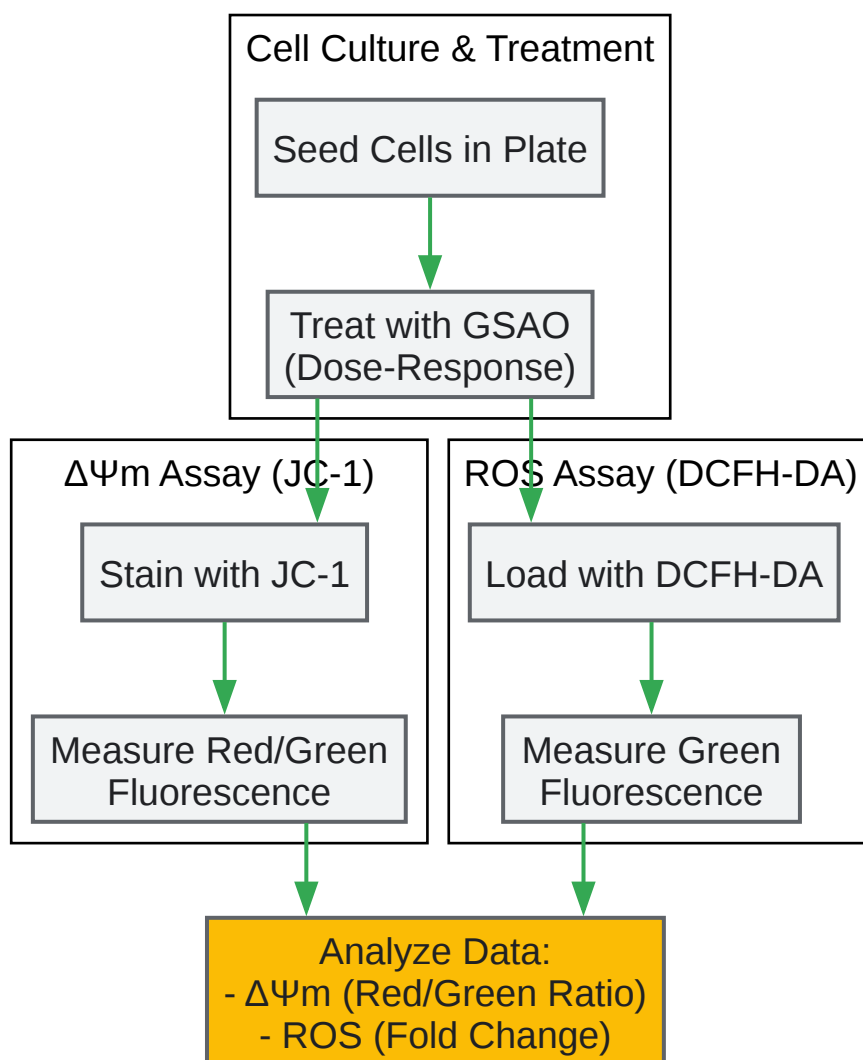 Cell Culture & Treatment
Seed Cells in Plate
Treat with GSAO
(Dose-Response)
ΔΨm Assay (JC-1)
Stain with JC-1
Measure Red/Green
Fluorescence
ROS Assay (DCFH-DA)
Load with DCFH-DA
Measure Green
Fluorescence
Analyze Data:
- ΔΨm (Red/Green Ratio)
- ROS (Fold Change)